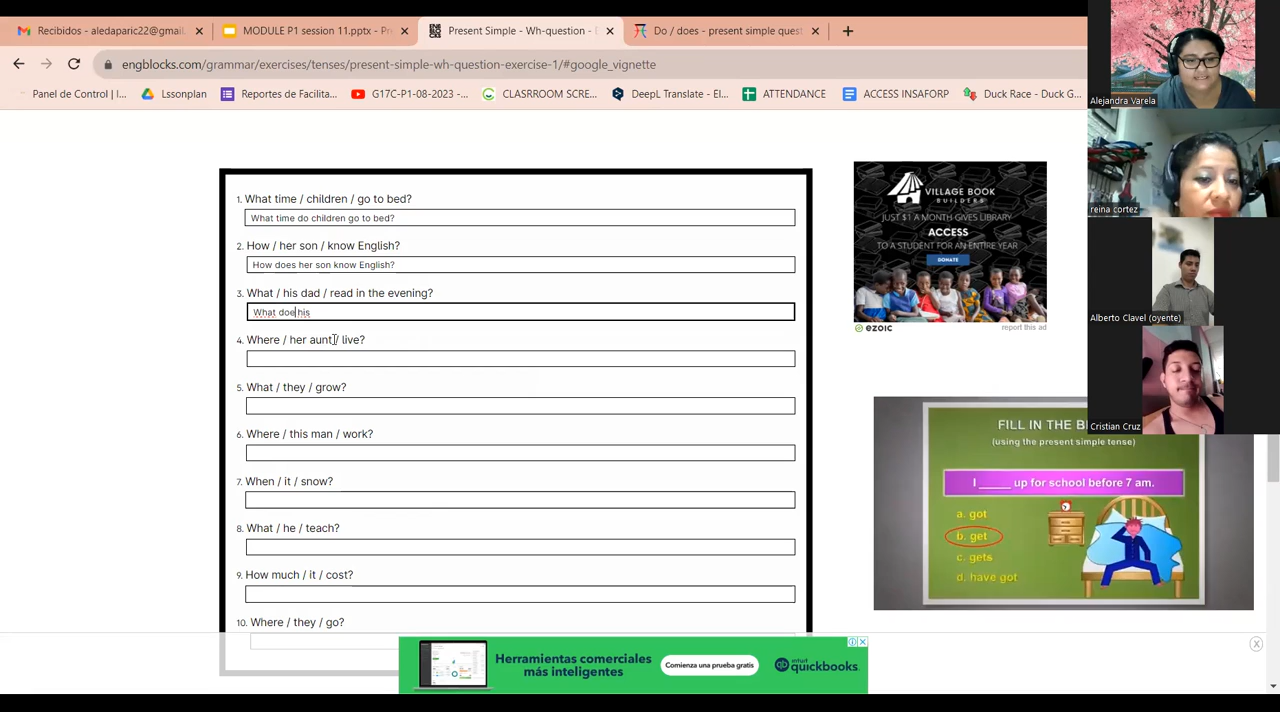 Recibidos - aledaparic22@gmail.
MODULE P1 session 11.pptx - Pr
Present Simple - Wh-question - E
Do / does - present simple quest
engblocks.com/grammar/exercises/tenses/present-simple-wh-question-exercise-1/#google_vignette
Panel de Control | I...
Lssonplan
Reportes de Facilita...
G17C-P1-08-2023 -...
CLASRROOM SCRE...
DeepL Translate - El...
ATTENDANCE
ACCESS INSAFORP
Duck Race - Duck G...
Alejandra Varela
reina cortez
Alberto Clavel (oyente)
Cristian Cruz
1. What time / children / go to bed?
What time do children go to bed?
2. How / her son / know English?
How does her son know English?
3. What / his dad / read in the evening?
What doe his
4. Where / her aunt / live?
5. What / they / grow?
6. Where / this man / work?
7. When / it / snow?
8. What / he / teach?
9. How much / it / cost?
10. Where / they / go?
VILLAGE BOOK
BUILDERS
JUST $1 A MONTH GIVES LIBRARY
ACCESS
TO A STUDENT FOR AN ENTIRE YEAR
DONATE
ezoic
report this ad
FILL IN THE B
(using the present simple tense)
I _____ up for school before 7 am.
a. got
b. get
c. gets
d. have got
Herramientas comerciales
más inteligentes
Comienza una prueba gratis
intuit
quickbooks